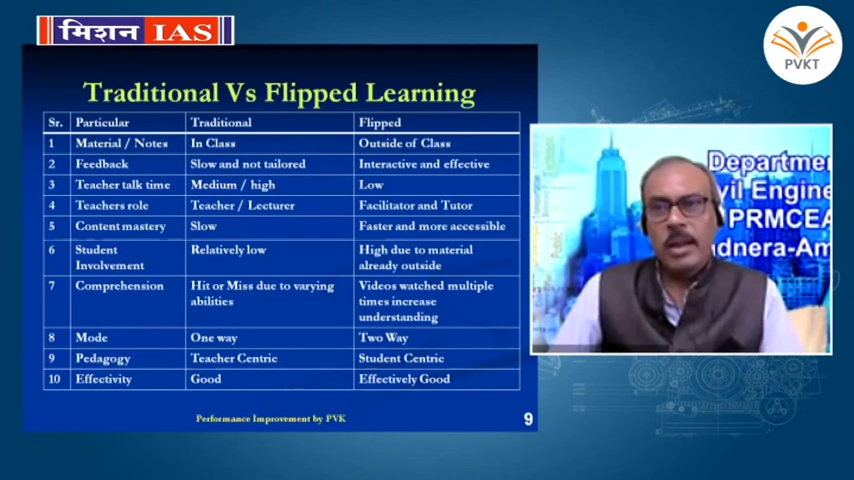 मिशन IAS
PVKT
Traditional Vs Flipped Learning
Sr. Particular Traditional Flipped
1 Material / Notes In Class Outside of Class
2 Feedback Slow and not tailored Interactive and effective
3 Teacher talk time Medium / high Low
4 Teachers role Teacher / Lecturer Facilitator and Tutor
5 Content mastery Slow Faster and more accessible
6 Student Relatively low High due to material
Involvement already outside
7 Comprehension Hit or Miss due to varying Videos watched multiple
abilities times increase
understanding
8 Mode One way Two Way
9 Pedagogy Teacher Centric Student Centric
10 Effectivity Good Effectively Good
Performance Improvement by PVK 9
Departmen
ivil Engine
PRMCEA
dnera-Am